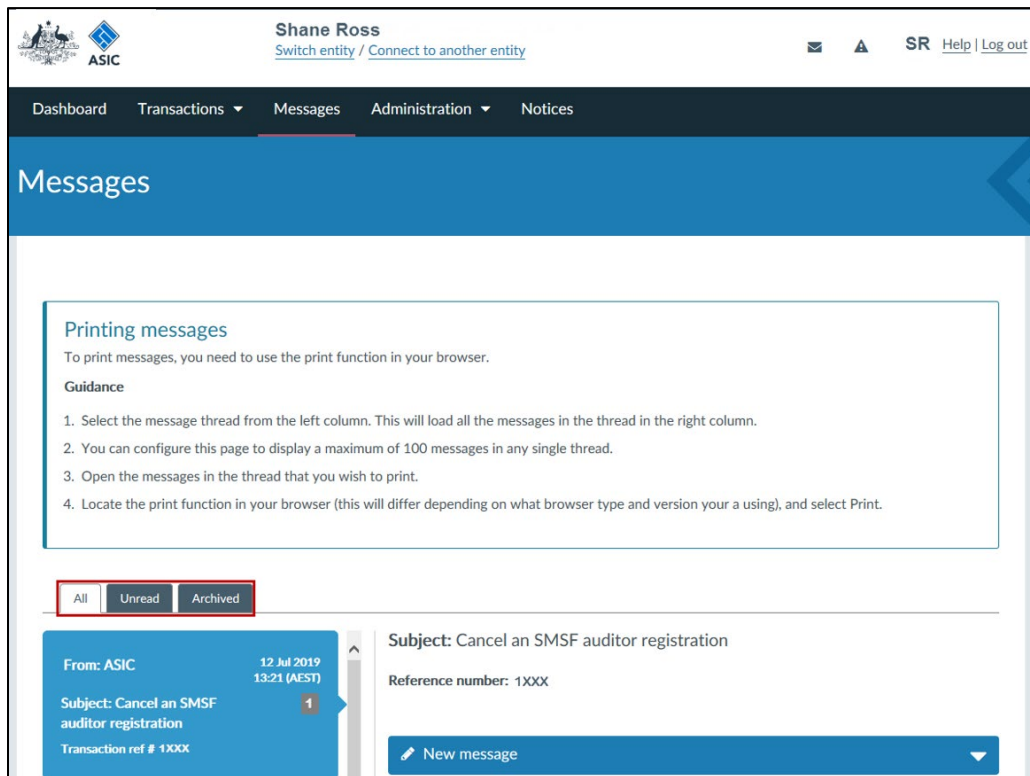 ASIC
Shane Ross
Switch entity / Connect to another entity
SR Help | Log out
Dashboard Transactions Messages Administration Notices
Messages
Printing messages
To print messages, you need to use the print function in your browser.
Guidance
1. Select the message thread from the left column. This will load all the messages in the thread in the right column.
2. You can configure this page to display a maximum of 100 messages in any single thread.
3. Open the messages in the thread that you wish to print.
4. Locate the print function in your browser (this will differ depending on what browser type and version your a using), and select Print.
All Unread Archived
From: ASIC 12 Jul 2019
13:21 (AEST)
Subject: Cancel an SMSF 1
auditor registration
Transaction ref # 1XXX
Subject: Cancel an SMSF auditor registration
Reference number: 1XXX
New message